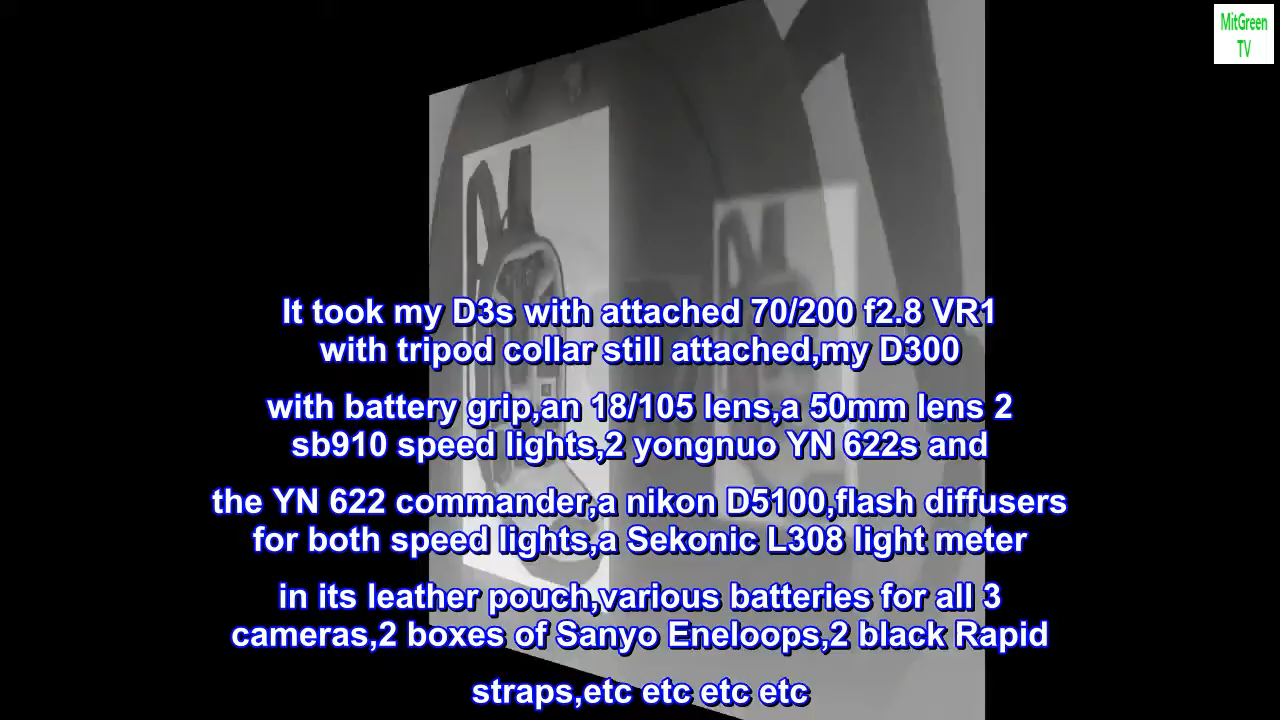 MitGreen
TV
It took my D3s with attached 70/200 f2.8 VR1
with tripod collar still attached,my D300
with battery grip,an 18/105 lens,a 50mm lens 2
sb910 speed lights,2 yongnuo YN 622s and
the YN 622 commander,a nikon D5100,flash diffusers
for both speed lights,a Sekonic L308 light meter
in its leather pouch,various batteries for all 3
cameras,2 boxes of Sanyo Eneloops,2 black Rapid
straps,etc etc etc etc